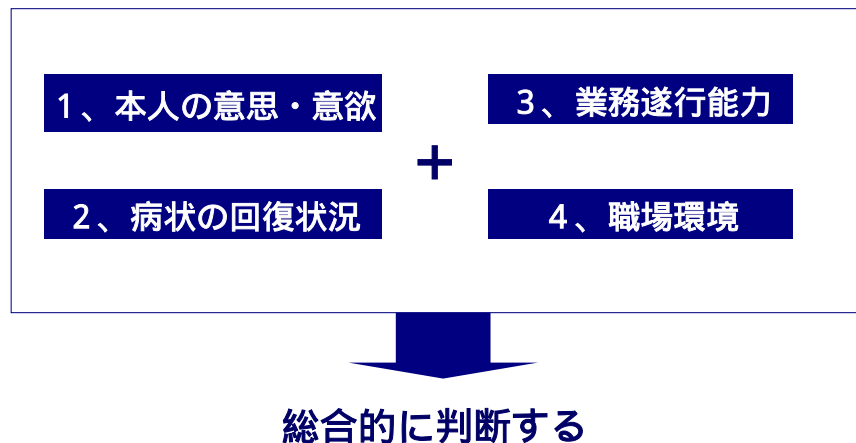 1、本人の意思・意欲
2、病状の回復状況
+
3、業務遂行能力
4、職場環境
総合的に判断する